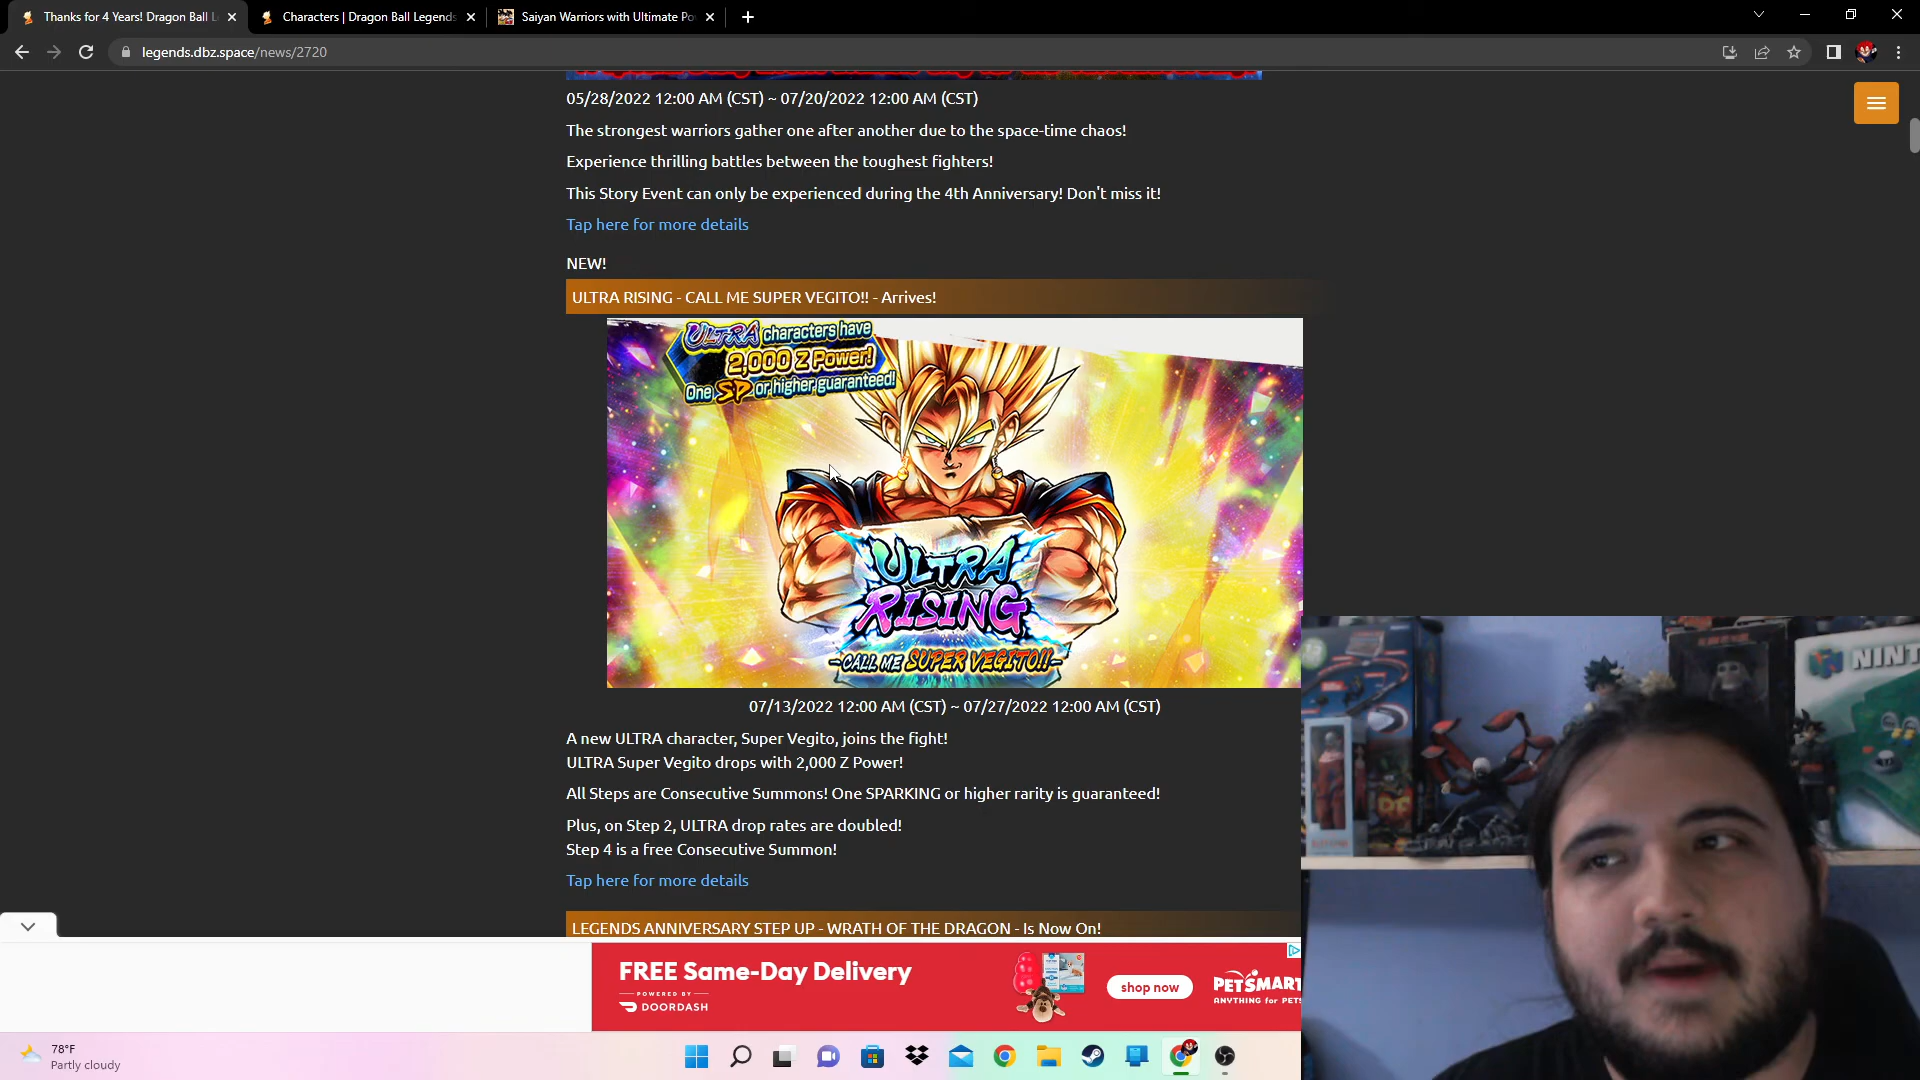 Thanks for 4 Years! Dragon Ball L
Characters | Dragon Ball Legends
Saiyan Warriors with Ultimate Po
legends.dbz.space/news/2720
05/28/2022 12:00 AM (CST) ~ 07/20/2022 12:00 AM (CST)
The strongest warriors gather one after another due to the space-time chaos!
Experience thrilling battles between the toughest fighters!
This Story Event can only be experienced during the 4th Anniversary! Don't miss it!
Tap here for more details
NEW!
ULTRA RISING - CALL ME SUPER VEGITO!! - Arrives!
ULTRA characters have
2,000 Z Power!
One SP or higher guaranteed!
ULTRA
RISING
-CALL ME SUPER VEGITO!!-
07/13/2022 12:00 AM (CST) ~ 07/27/2022 12:00 AM (CST)
A new ULTRA character, Super Vegito, joins the fight!
ULTRA Super Vegito drops with 2,000 Z Power!
All Steps are Consecutive Summons! One SPARKING or higher rarity is guaranteed!
Plus, on Step 2, ULTRA drop rates are doubled!
Step 4 is a free Consecutive Summon!
Tap here for more details
LEGENDS ANNIVERSARY STEP UP - WRATH OF THE DRAGON - Is Now On!
FREE Same-Day Delivery
POWERED BY
DOORDASH
shop now
PETSMART
ANYTHING for PETS
NINT
78°F
Partly cloudy